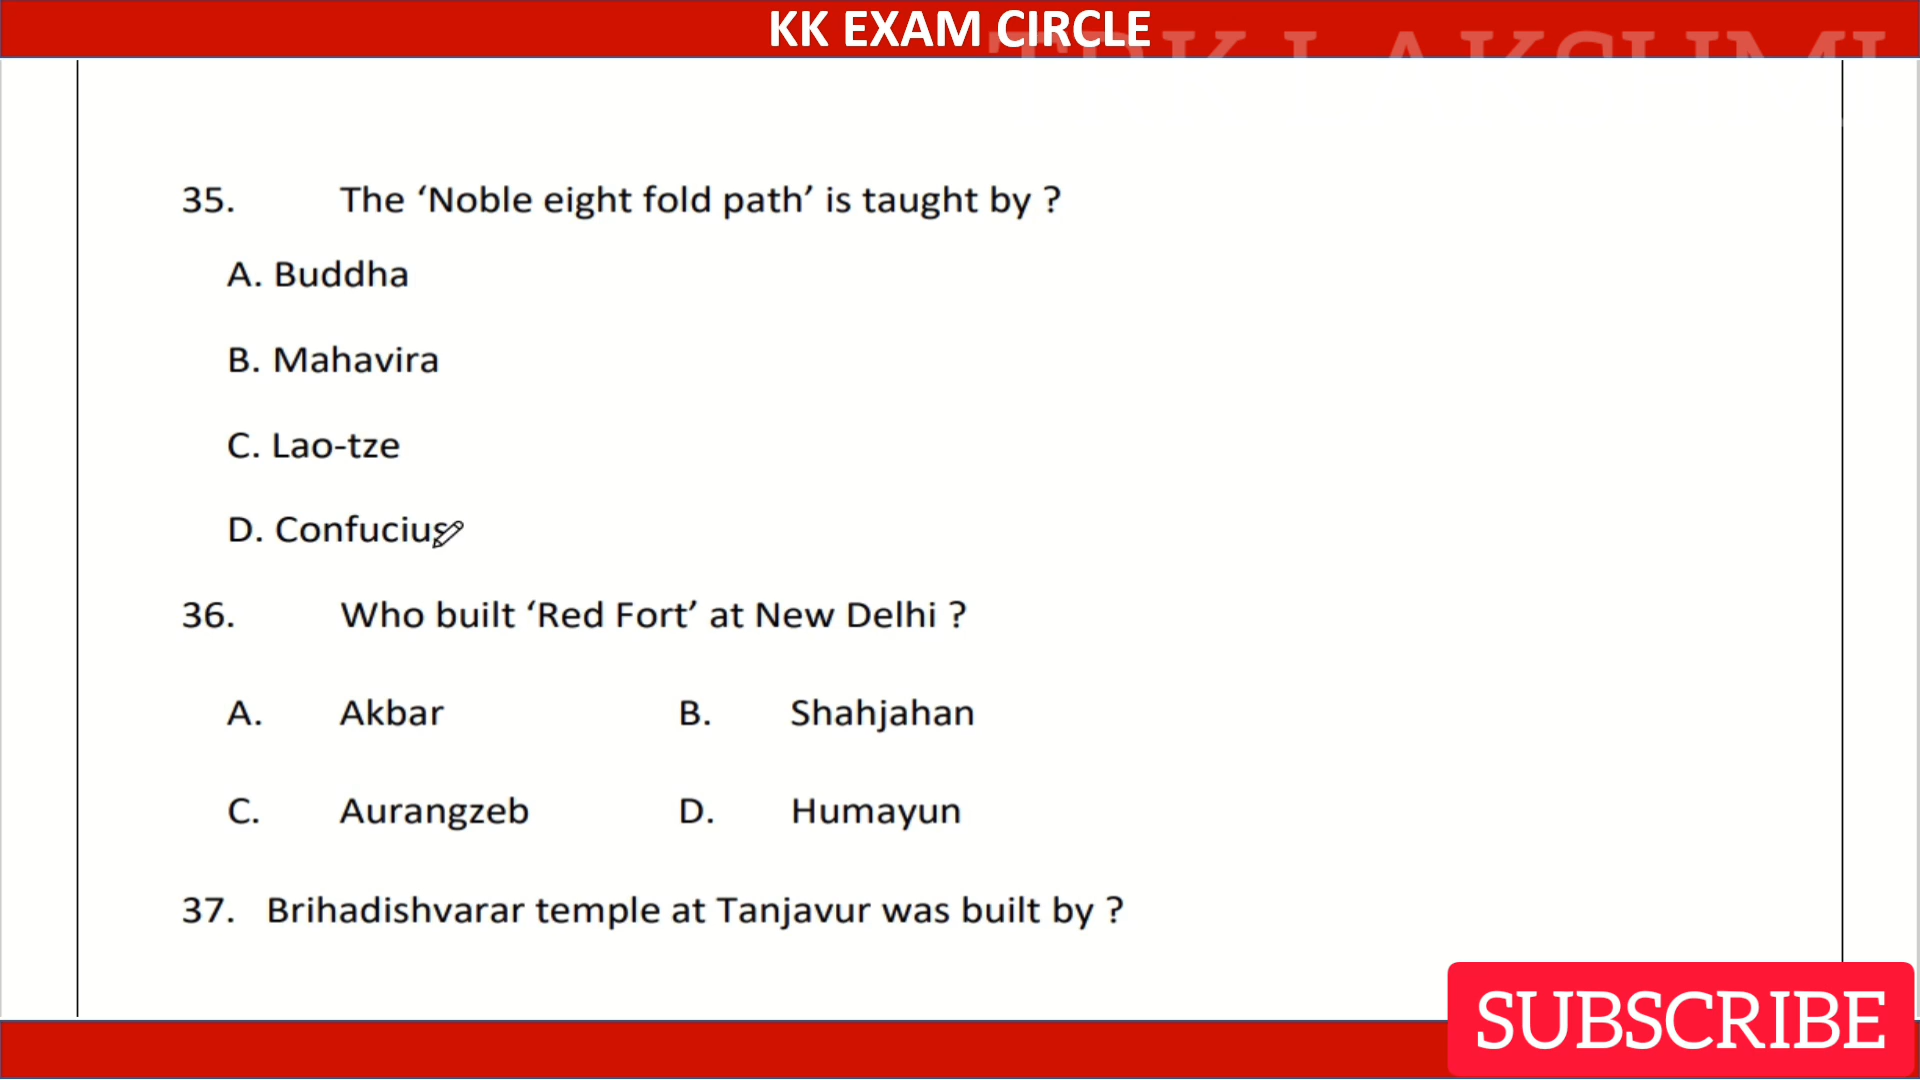 KK EXAM CIRCLE
35. The ‘Noble eight fold path’ is taught by ?
A. Buddha
B. Mahavira
C. Lao-tze
D. Confucius
36. Who built ‘Red Fort’ at New Delhi ?
A. Akbar B. Shahjahan
C. Aurangzeb D. Humayun
37. Brihadishvarar temple at Tanjavur was built by ?
SUBSCRIBE